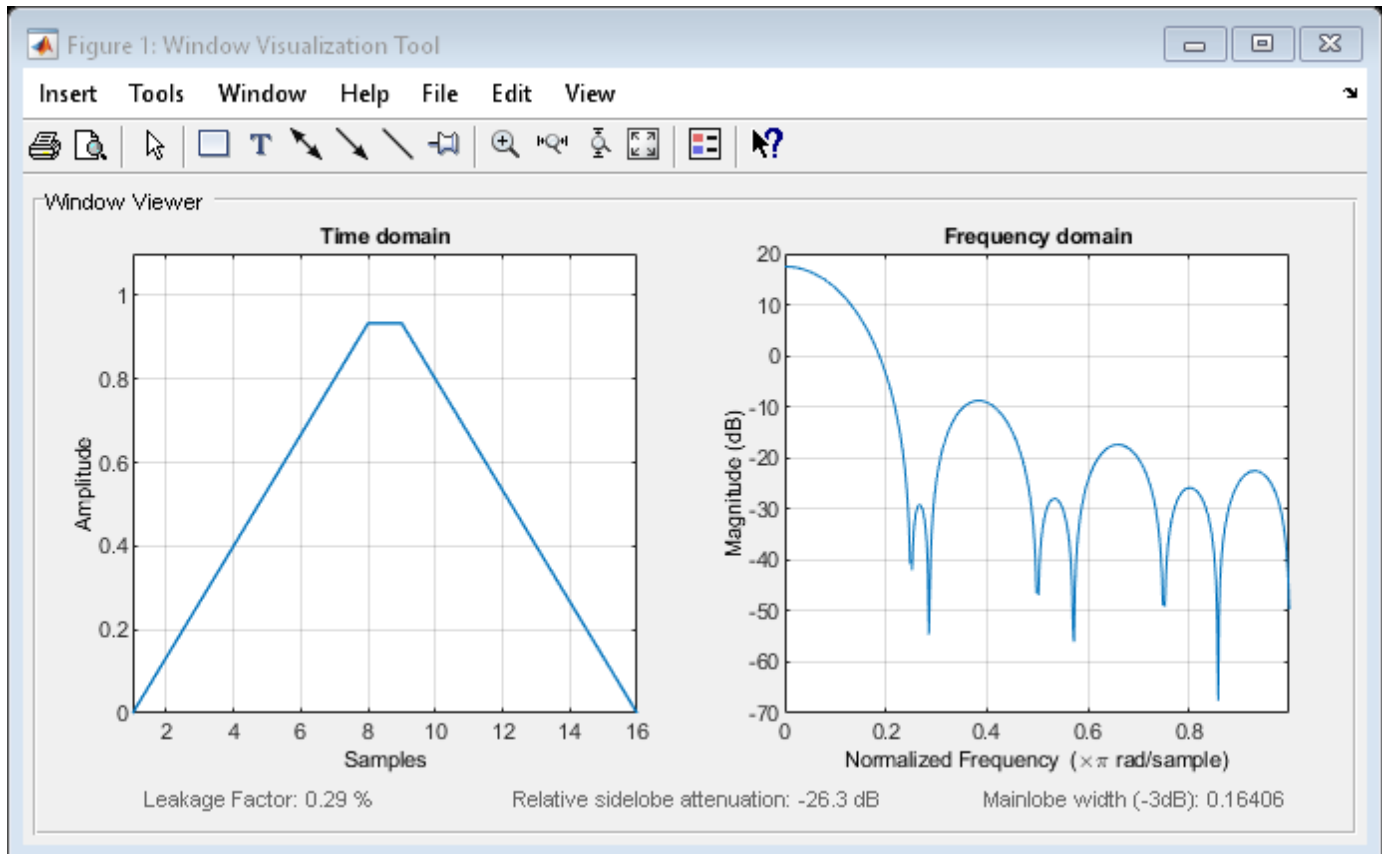 Figure 1: Window Visualization Tool
Insert Tools Window Help File Edit View
T
Window Viewer
Time domain
1
0.8
0.6
0.4
0.2
0
Amplitude
2 4 6 8 10 12 14 16
Samples
Frequency domain
20
10
0
-10
-20
-30
-40
-50
-60
-70
Magnitude (dB)
0 0.2 0.4 0.6 0.8
Normalized Frequency (×π rad/sample)
Leakage Factor: 0.29 % Relative sidelobe attenuation: -26.3 dB Mainlobe width (-3dB): 0.16406